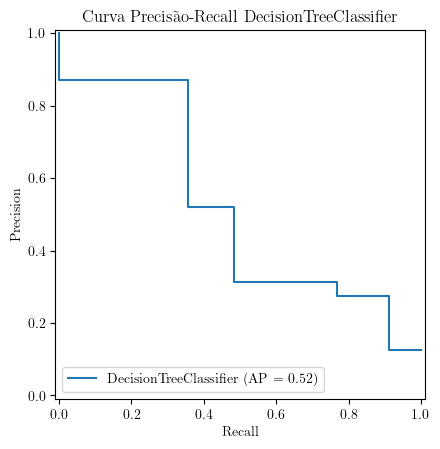 Curva Precisão-Recall DecisionTreeClassifier
1.0
0.8
0.6
0.4
0.2
0.0
Precision
DecisionTreeClassifier (AP = 0.52)
0.0 0.2 0.4 0.6 0.8 1.0
Recall